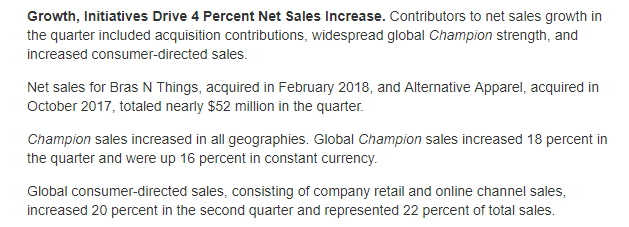 Growth, Initiatives Drive 4 Percent Net Sales Increase. Contributors to net sales growth in
the quarter included acquisition contributions, widespread global Champion strength, and
increased consumer-directed sales.
Net sales for Bras N Things, acquired in February 2018, and Alternative Apparel, acquired in
October 2017, totaled nearly $52 million in the quarter.
Champion sales increased in all geographies. Global Champion sales increased 18 percent in
the quarter and were up 16 percent in constant currency.
Global consumer-directed sales, consisting of company retail and online channel sales,
increased 20 percent in the second quarter and represented 22 percent of total sales.